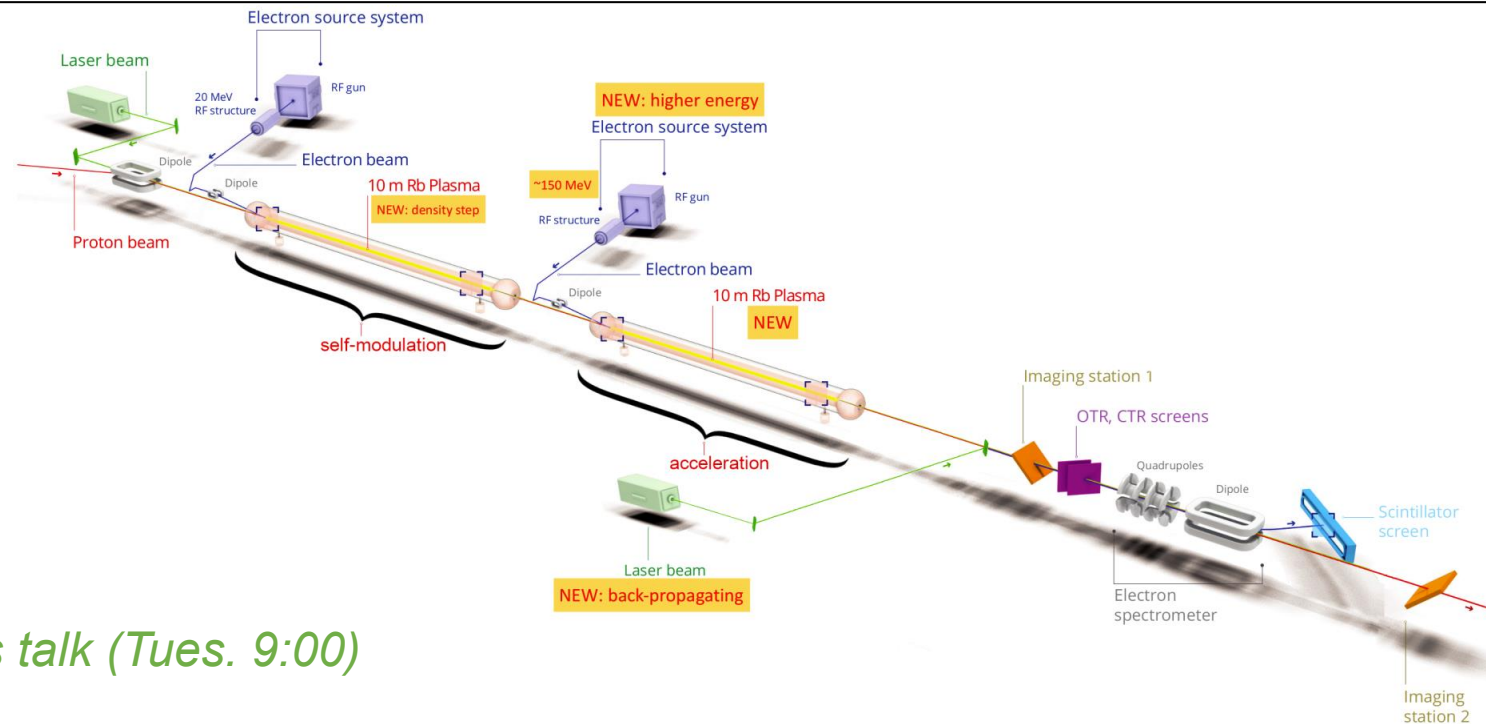 Electron source system
Laser beam
RF gun
20 MeV
RF structure
Dipole
Electron beam
Dipole
Proton beam
10 m Rb Plasma
NEW: density step
self-modulation
NEW: higher energy
Electron source system
~150 MeV
RF gun
RF structure
Electron beam
Dipole
10 m Rb Plasma
NEW
acceleration
Laser beam
NEW: back-propagating
Imaging station 1
OTR, CTR screens
Quadrupoles
Dipole
Scintillator
screen
Electron
spectrometer
Imaging
station 2
s talk (Tues. 9:00)